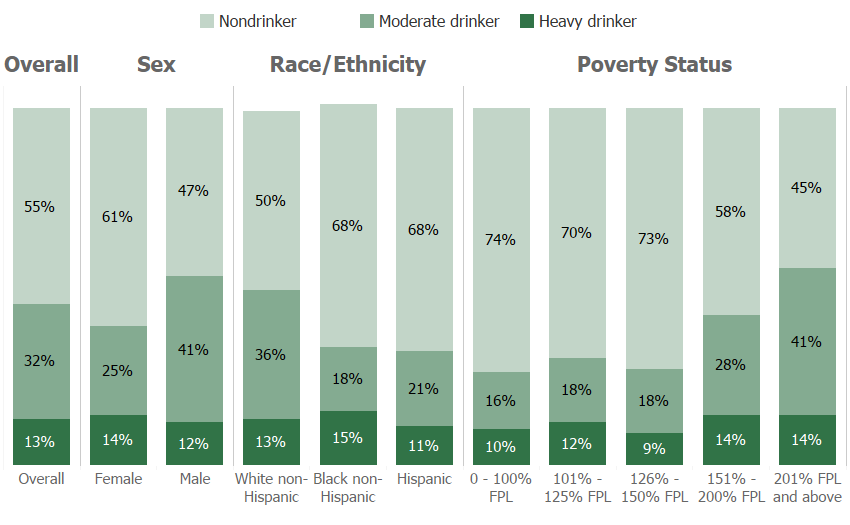 Nondrinker Moderate drinker Heavy drinker
Overall Sex Race/Ethnicity Poverty Status
55% 61% 47% 50% 68% 68% 74% 70% 73% 58% 45%
32% 25% 41% 36% 18% 21% 16% 18% 18% 28% 41%
13% 14% 12% 13% 15% 11% 10% 12% 9% 14% 14%
Overall Female Male White non- Black non- Hispanic 0 - 100% 101% - 126% - 151% - 201% FPL
Hispanic Hispanic FPL 125% FPL 150% FPL 200% FPL and above